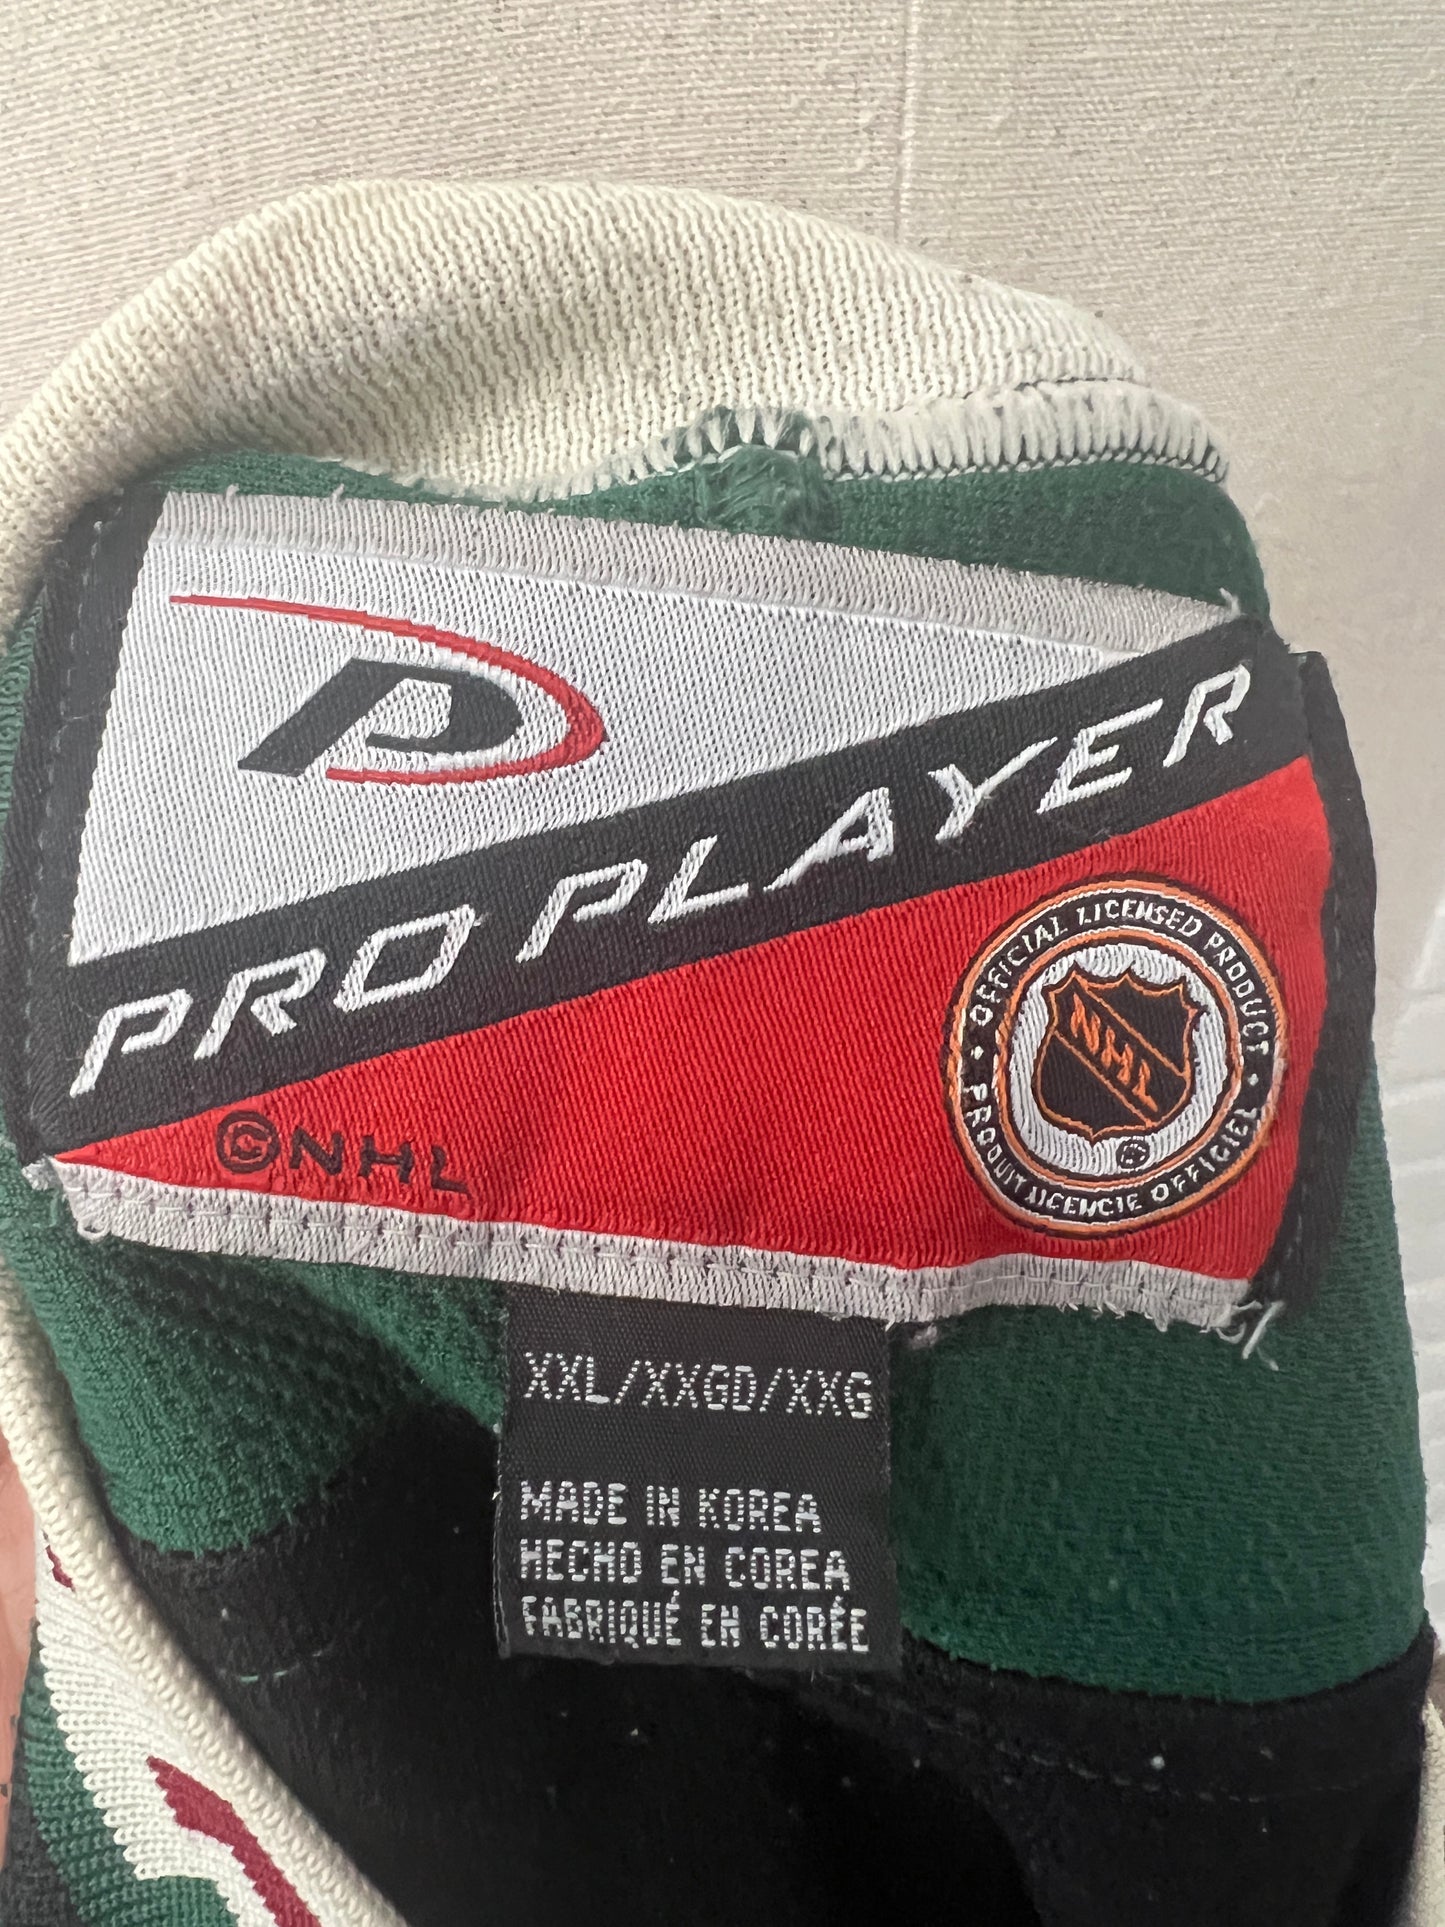 P
PRO PLAYER
©NHL
OFFICIAL LICENSED PRODUCT
NHL
®
PRODUIT LICENCIE OFFICIEL
XXL/XXGD/XXG
MADE IN KOREA
HECHO EN COREA
FABRIQUÉ EN CORÉE